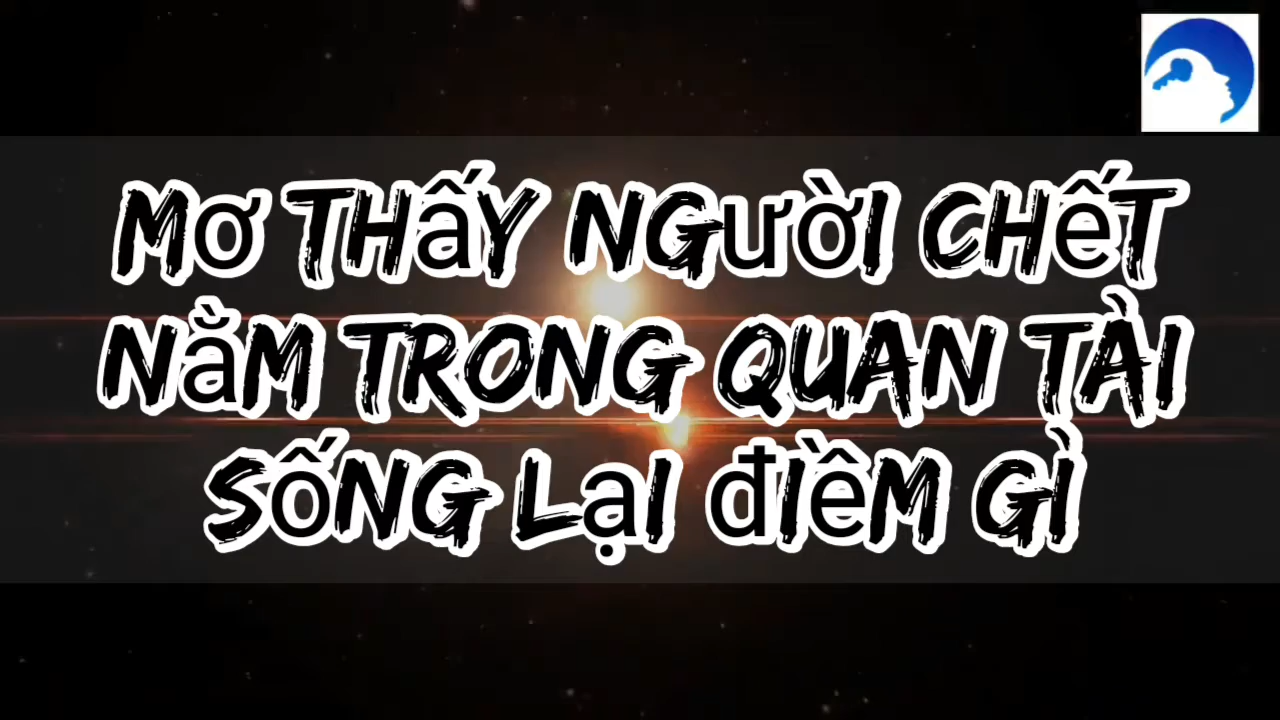 MƠ THẤY NGƯỜI CHẾT
NẰM TRONG QUAN TÀI
SỐNG LẠI ĐIỀM GÌ